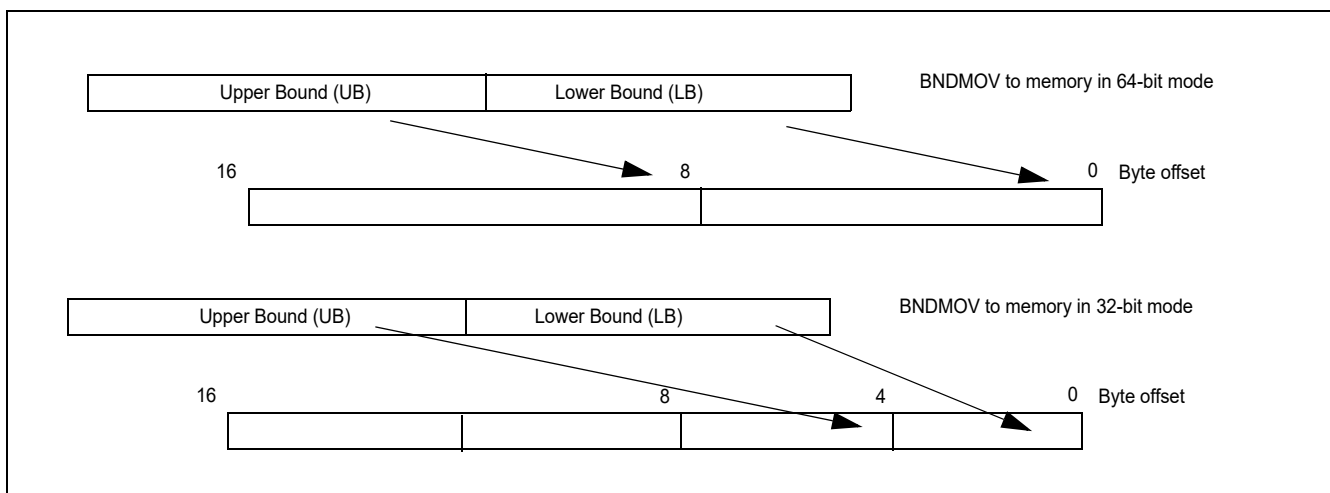 Upper Bound (UB) Lower Bound (LB) BNDMOV to memory in 64-bit mode
16 8 0 Byte offset
Upper Bound (UB) Lower Bound (LB) BNDMOV to memory in 32-bit mode
16 8 4 0 Byte offset